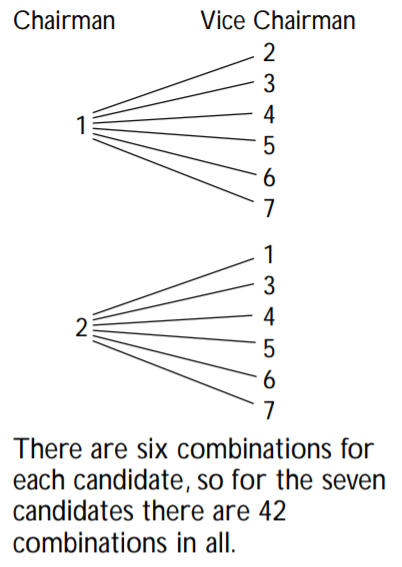 Chairman Vice Chairman
2
3
4
1
5
6
7
1
3
4
2
5
6
7
There are six combinations for
each candidate, so for the seven
candidates there are 42
combinations in all.